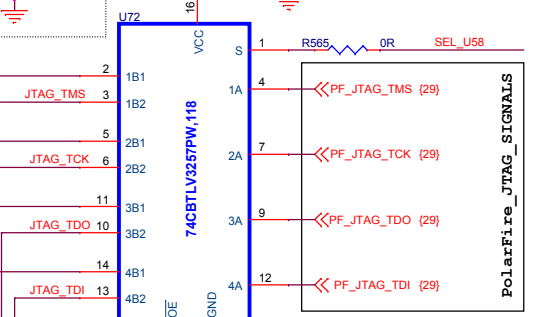 U72
16
VCC
S
1
R565
0R
SEL_U58
2
1B1
JTAG_TMS
3
1B2
1A
4
PF_JTAG_TMS {29}
5
2B1
JTAG_TCK
6
2B2
2A
7
PF_JTAG_TCK {29}
74CBTLV3257PW,118
11
3B1
JTAG_TDO
10
3B2
3A
9
PF_JTAG_TDO {29}
14
4B1
JTAG_TDI
13
4B2
4A
12
PF_JTAG_TDI {29}
OE
GND
PolarFire_JTAG_SIGNALS